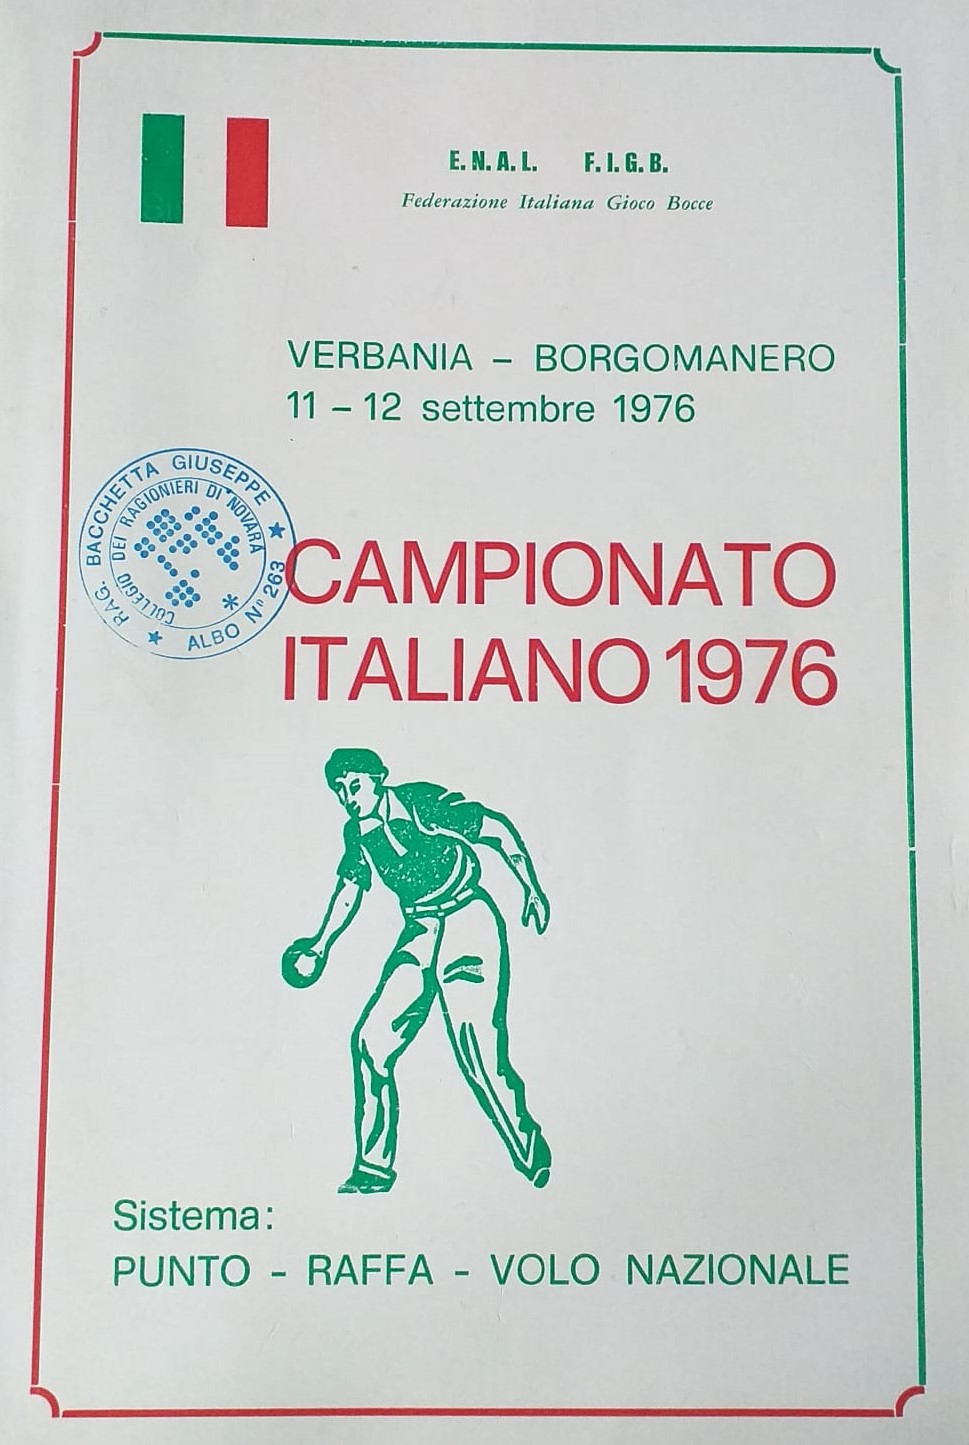 E.N.A.L. F.I.G.B.
Federazione Italiana Gioco Bocce
VERBANIA – BORGOMANERO
11 – 12 settembre 1976
RAG. BACCHETTA GIUSEPPE
COLLEGIO DEI RAGIONIERI DI NOVARA
ALBO N° 263
CAMPIONATO
ITALIANO 1976
Sistema:
PUNTO - RAFFA - VOLO NAZIONALE